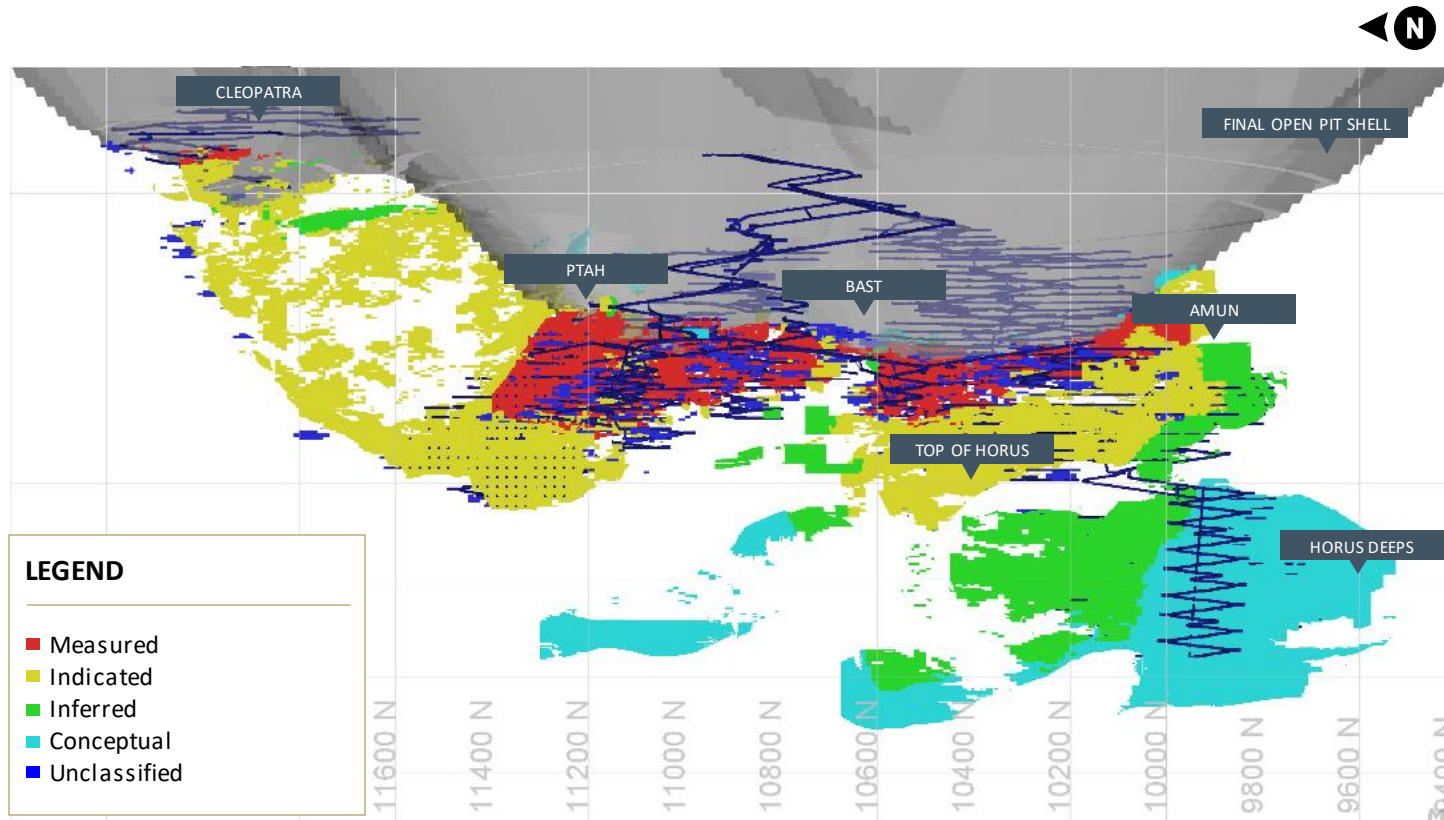 N
CLEOPATRA
FINAL OPEN PIT SHELL
PTAH
BAST
AMUN
TOP OF HORUS
HORUS DEEPS
LEGEND
Measured
Indicated
Inferred
Conceptual
Unclassified
11600 N
11400 N
11200 N
11000 N
10800 N
10600 N
10400 N
10200 N
10000 N
9800 N
9600 N